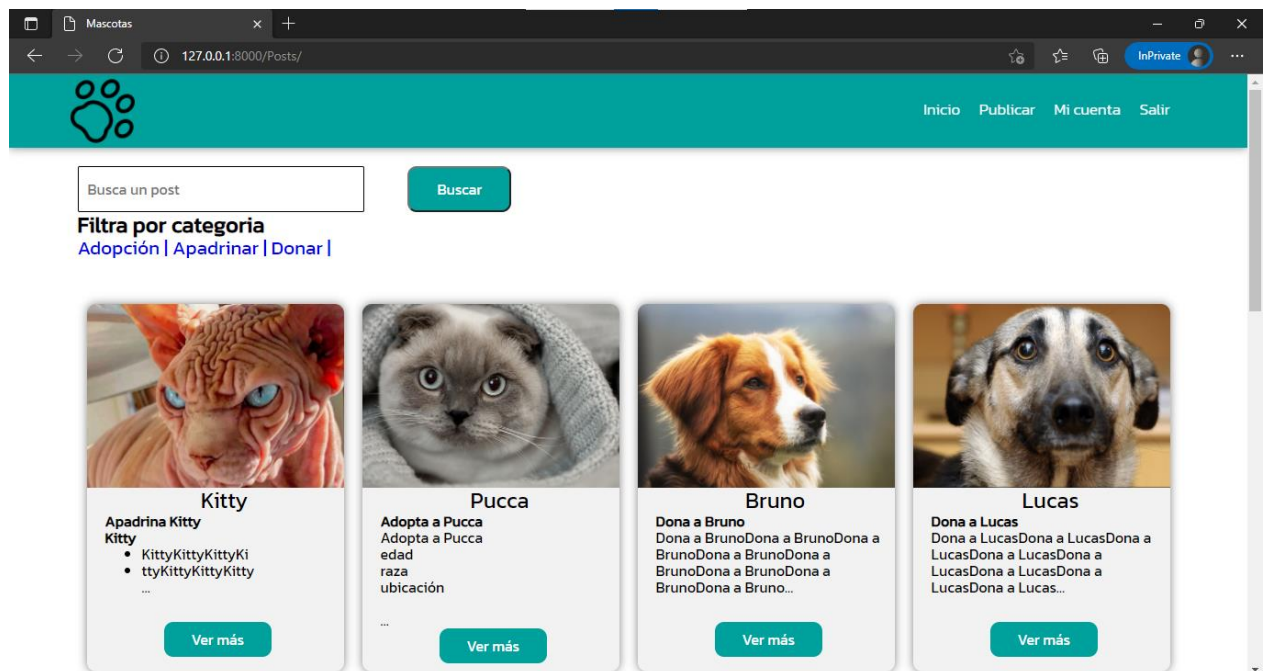 Mascotas
127.0.0.1:8000/Posts/
InPrivate
Inicio Publicar Mi cuenta Salir
Busca un post
Buscar
Filtra por categoria
Adopción | Apadrinar | Donar |
Kitty
Apadrina Kitty
Kitty
• KittyKittyKittyKi
• ttyKittyKittyKitty
...
Ver más
Pucca
Adopta a Pucca
Adopta a Pucca
edad
raza
ubicación
...
Ver más
Bruno
Dona a Bruno
Dona a BrunoDona a BrunoDona a
BrunoDona a BrunoDona a
BrunoDona a BrunoDona a
BrunoDona a Bruno...
Ver más
Lucas
Dona a Lucas
Dona a LucasDona a LucasDona a
LucasDona a LucasDona a
LucasDona a LucasDona a
LucasDona a Lucas...
Ver más